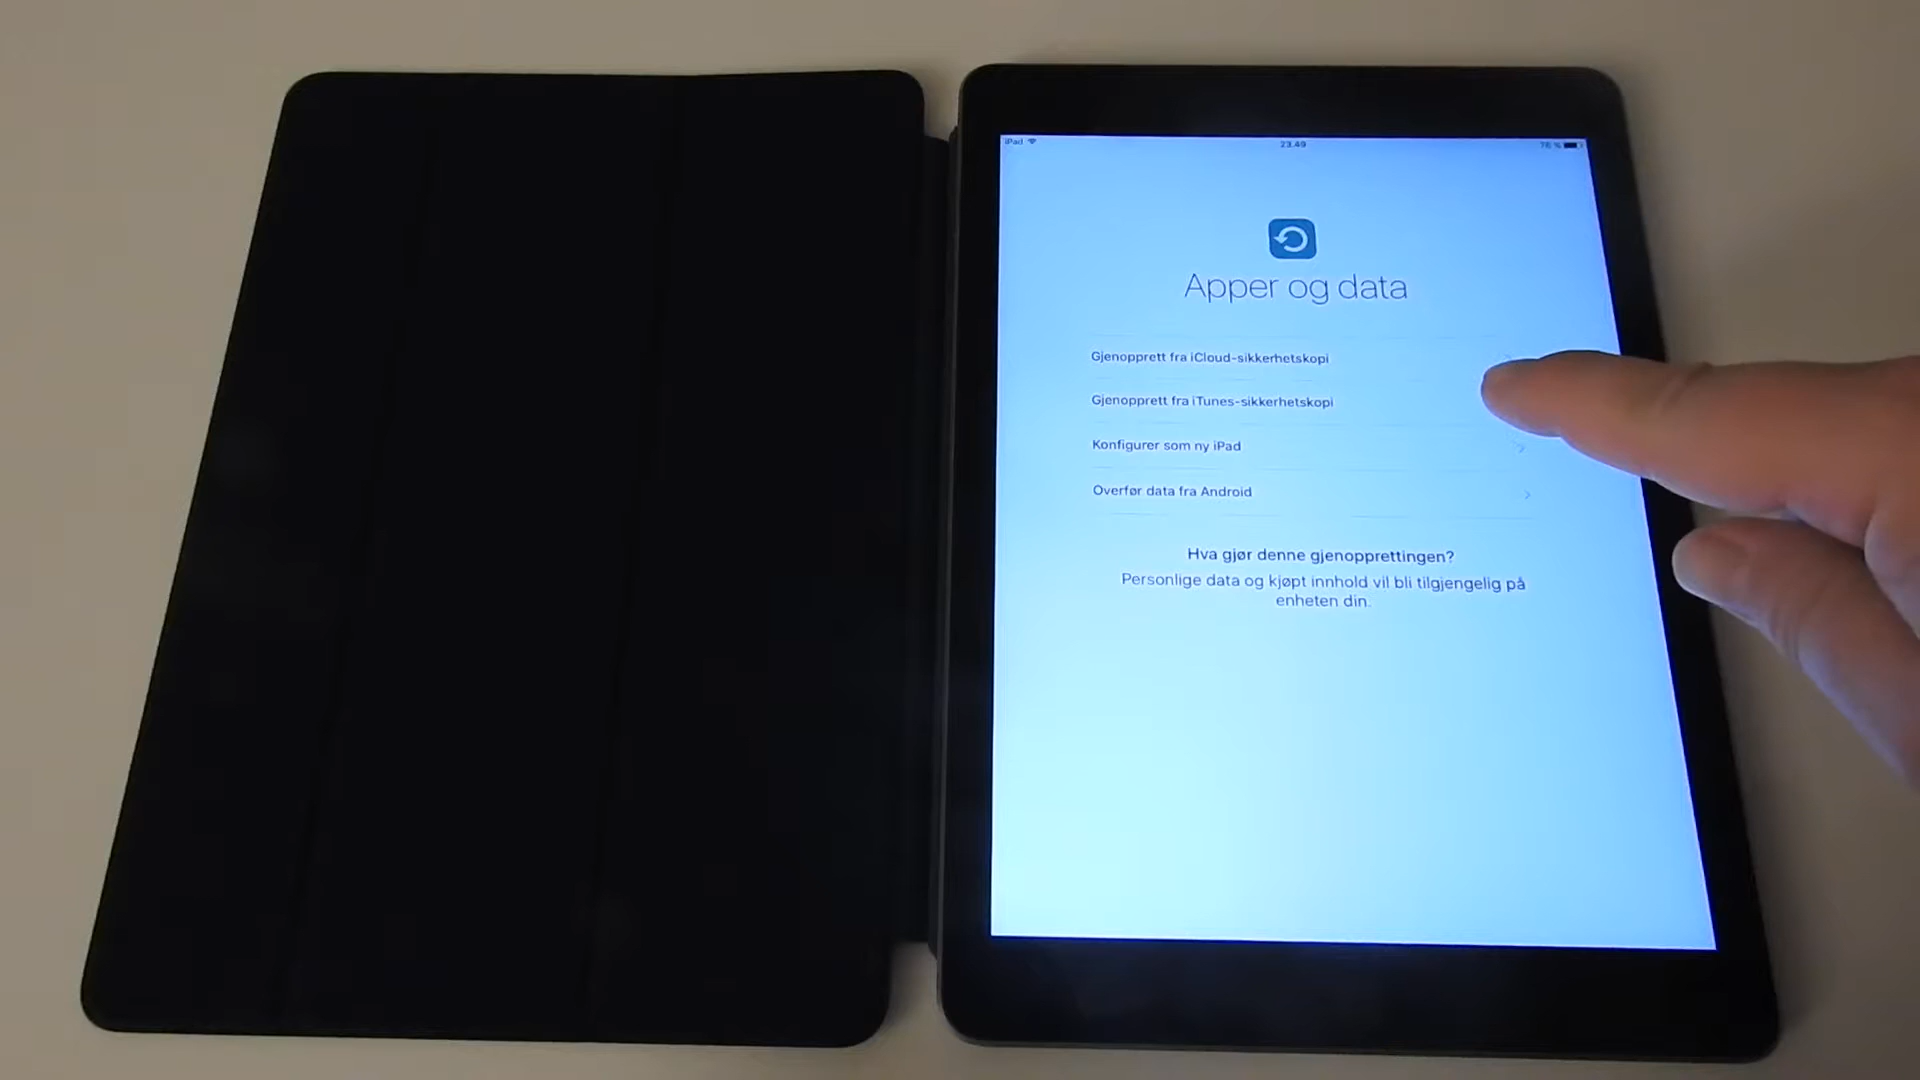 iPad 23.49 76 %
Apper og data
Gjenopprett fra iCloud-sikkerhetskopi
Gjenopprett fra iTunes-sikkerhetskopi
Konfigurer som ny iPad
Overfør data fra Android
Hva gjør denne gjenopprettingen?
Personlige data og kjøpt innhold vil bli tilgjengelig på
enheten din.